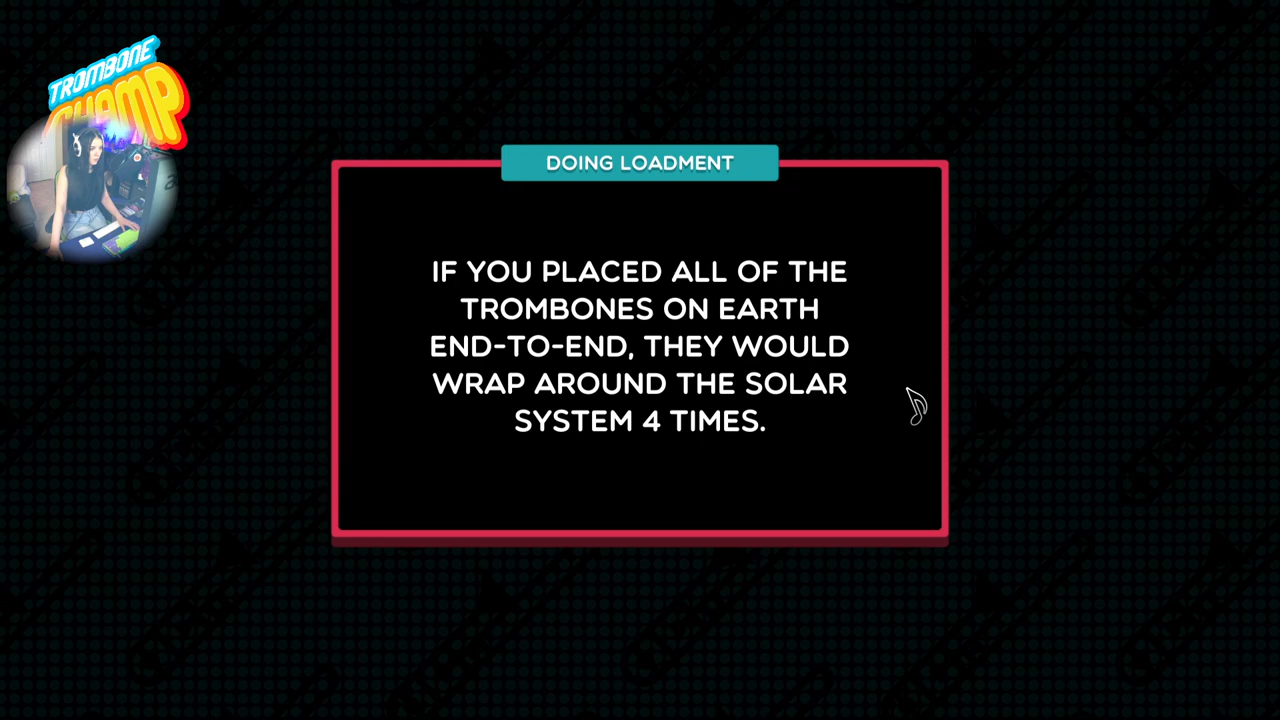 TROMBONE
CHAMP
DOING LOADMENT
IF YOU PLACED ALL OF THE
TROMBONES ON EARTH
END-TO-END, THEY WOULD
WRAP AROUND THE SOLAR
SYSTEM 4 TIMES.